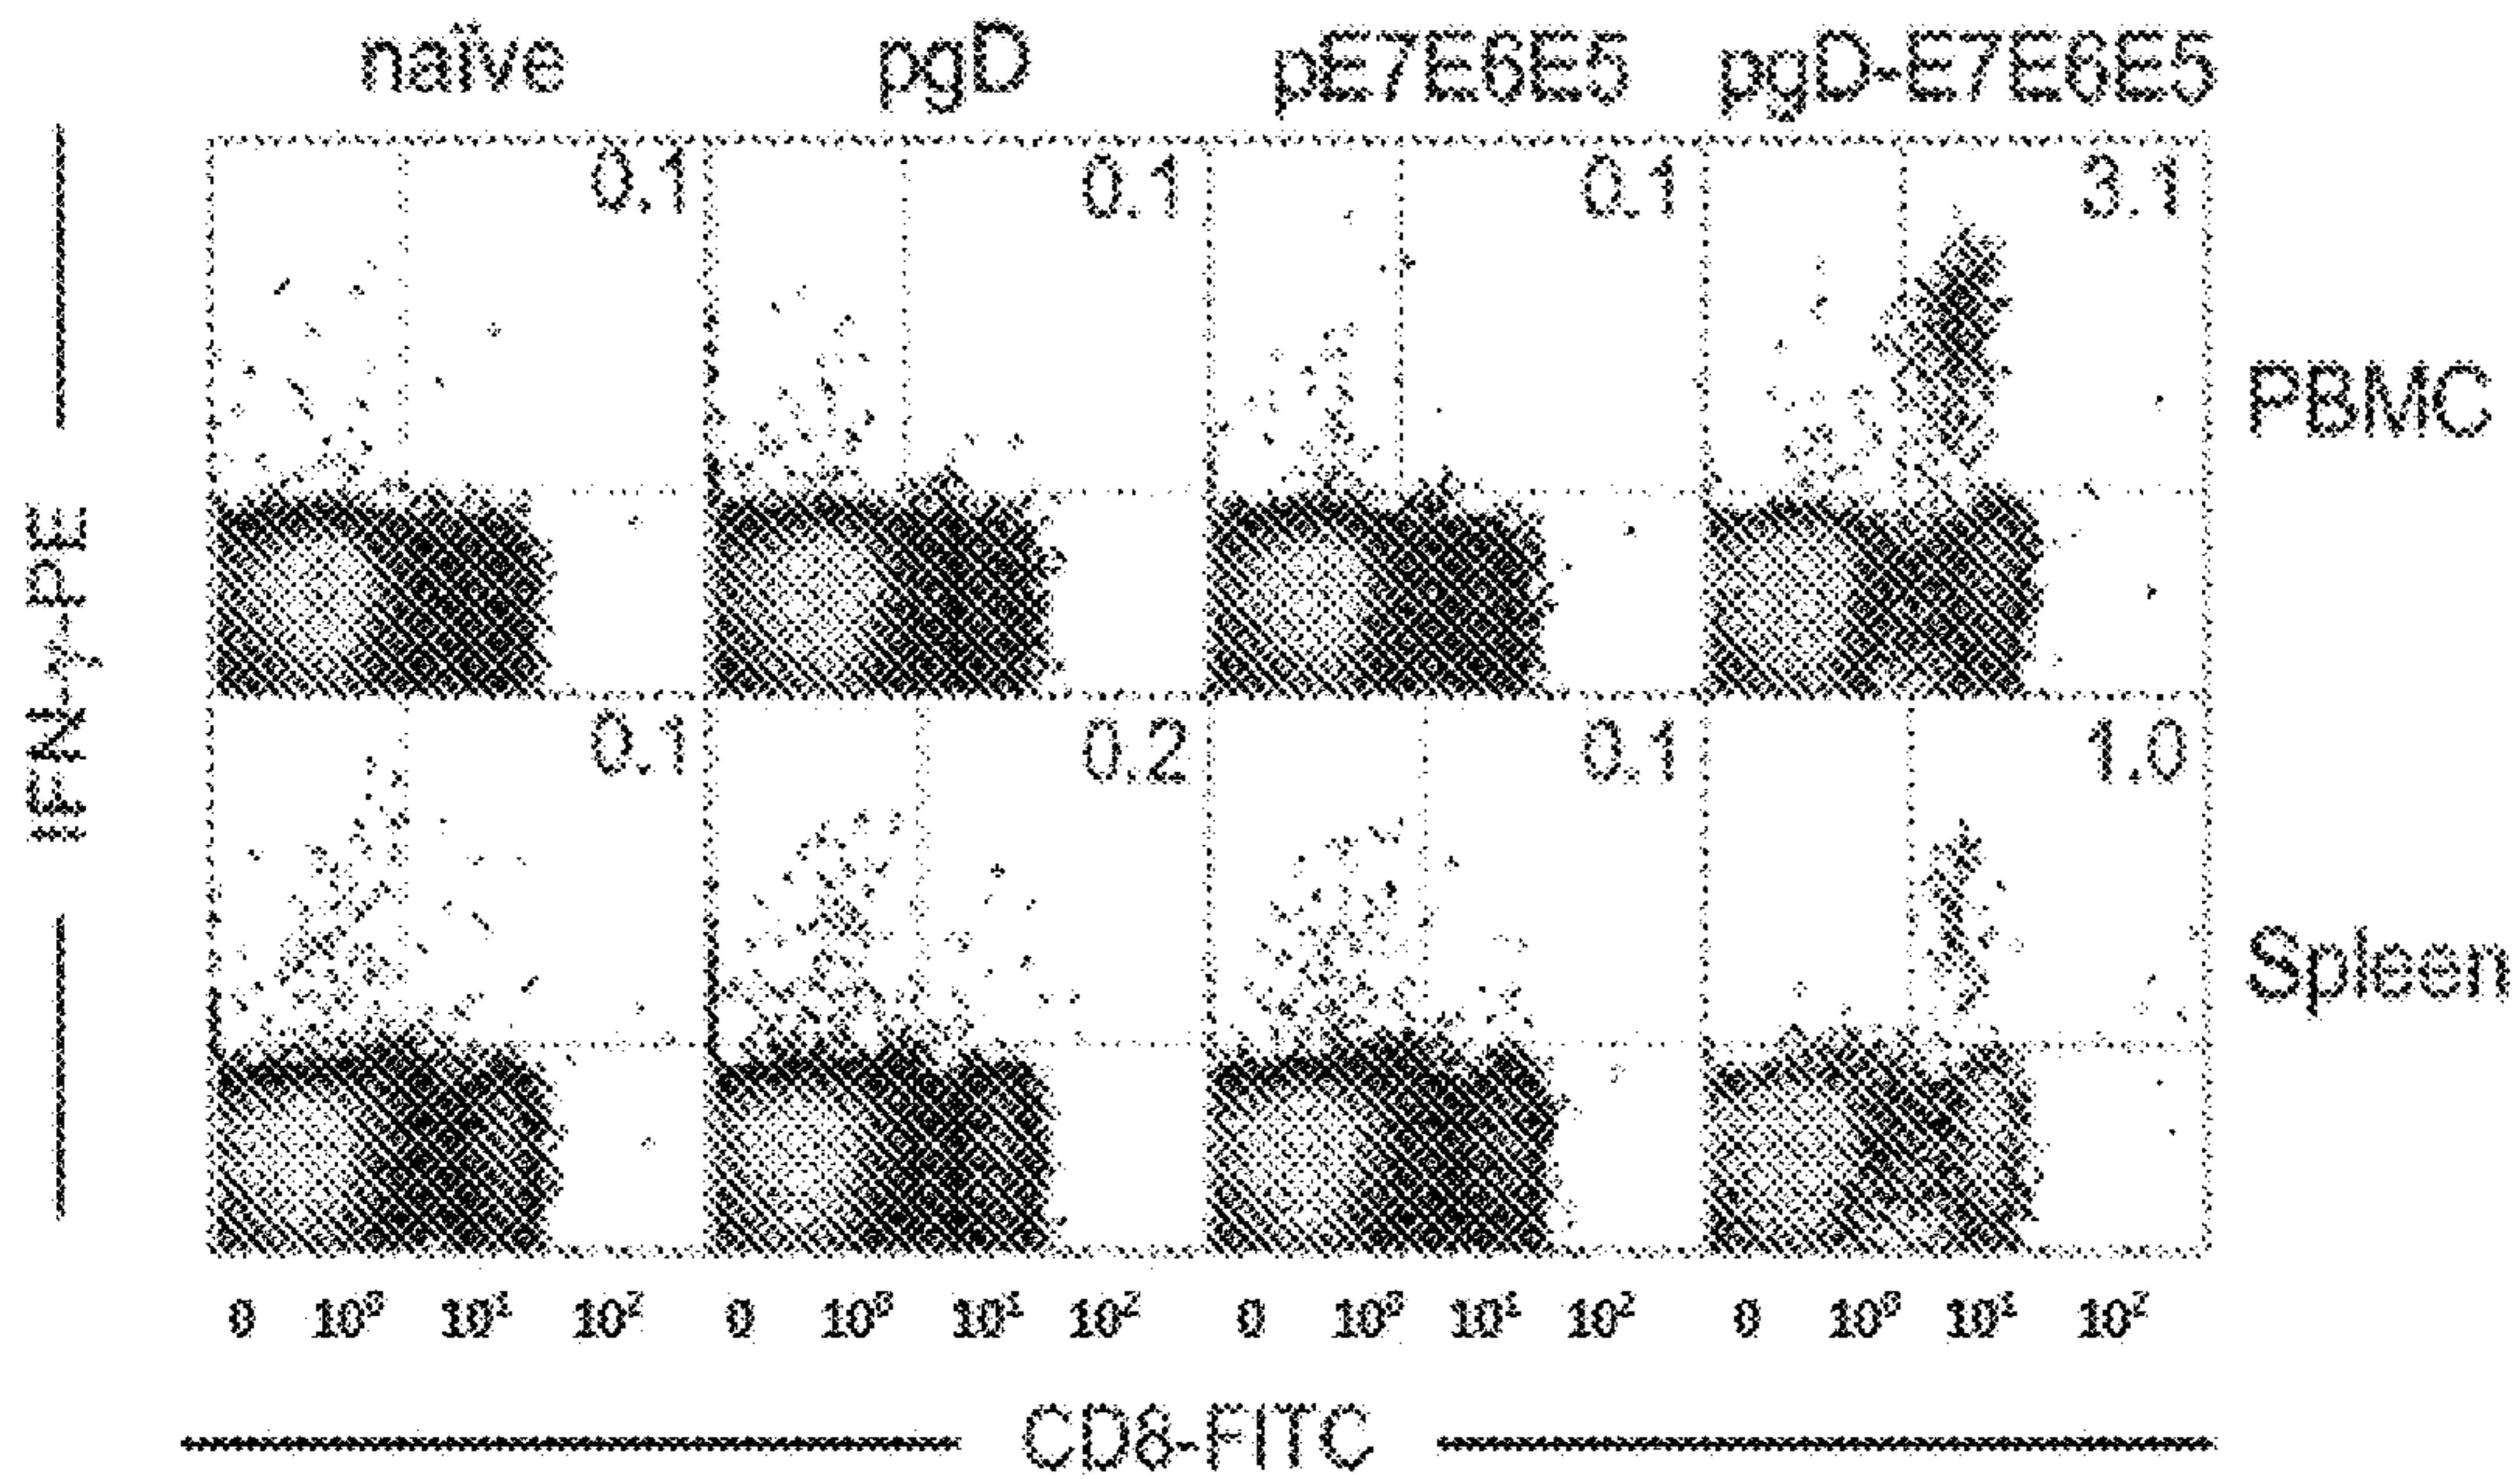 naïve pgD pE7E6E5 pgD-E7E6E5
0.1 0.1 0.1 3.1
PBMC
IFN-γ-PE
0.1 0.2 0.1 1.0
Spleen
0 10⁰ 10¹ 10² 0 10⁰ 10¹ 10² 0 10⁰ 10¹ 10² 0 10⁰ 10¹ 10²
CD8-FITC